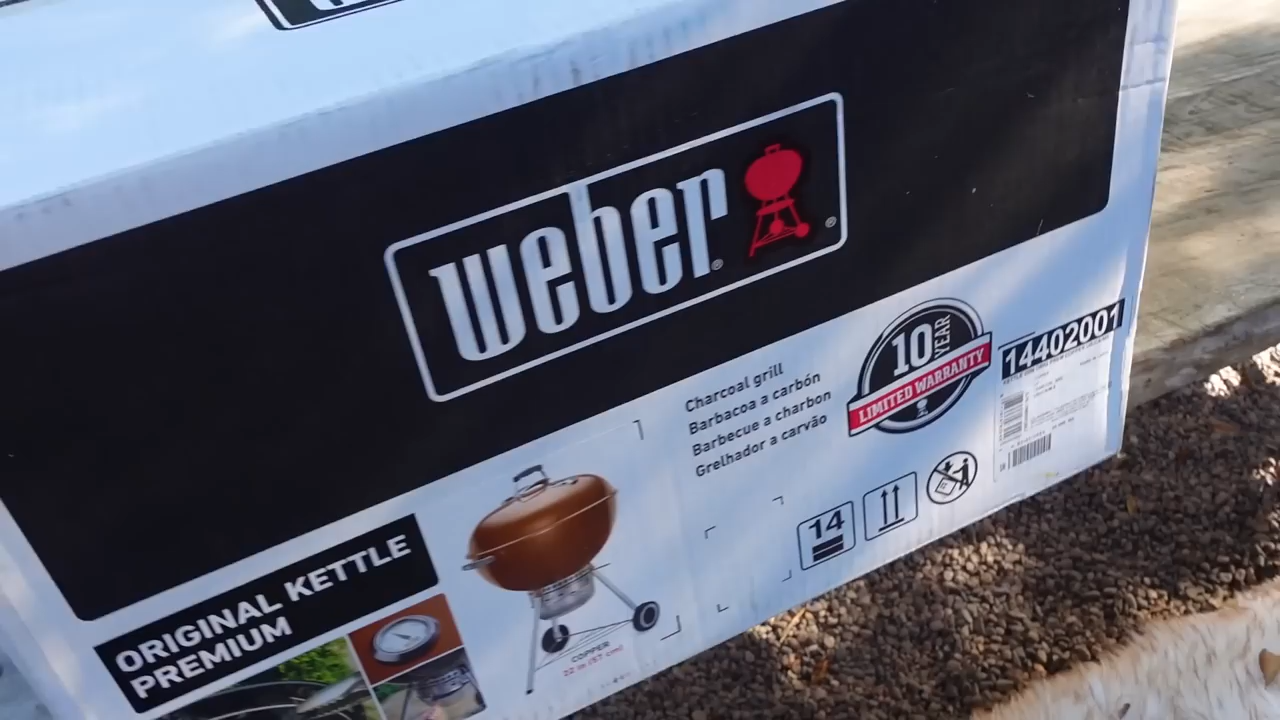 weber
Charcoal grill
Barbacoa a carbón
Barbecue a charbon
Grelhador a carvão
10 YEAR
LIMITED WARRANTY
14402001
14
ORIGINAL KETTLE
PREMIUM
COPPER
22 in (57 cm)